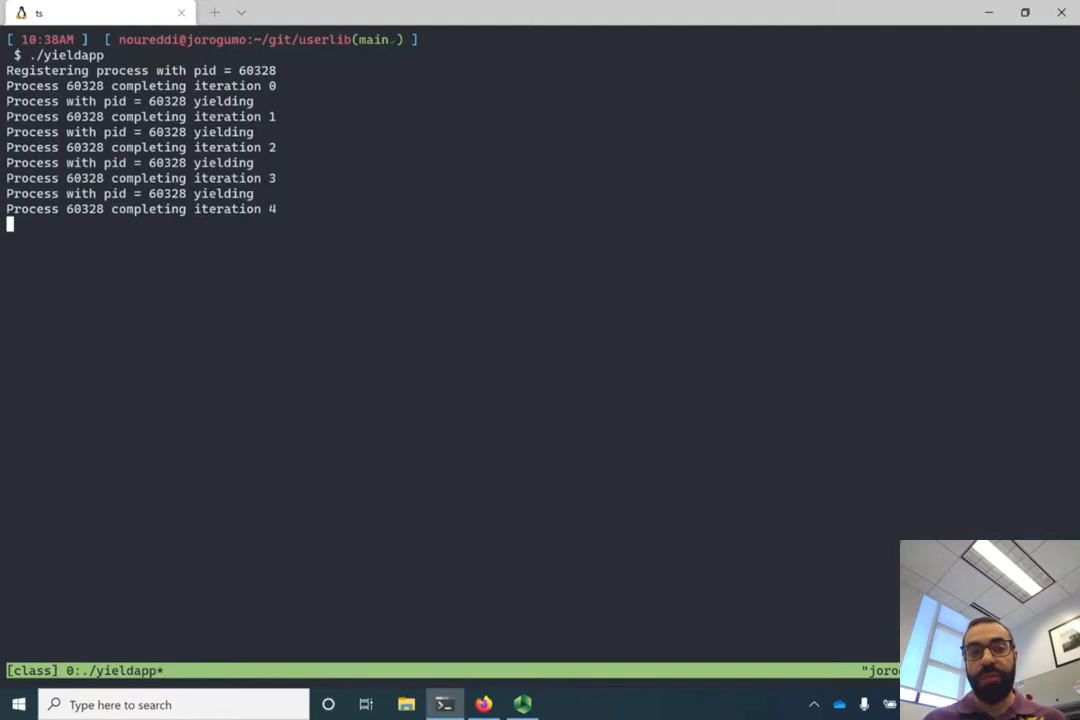 ts
[ 10:38AM ] [ noureddi@jorogumo:~/git/userlib(main✓) ]
$ ./yieldapp
Registering process with pid = 60328
Process 60328 completing iteration 0
Process with pid = 60328 yielding
Process 60328 completing iteration 1
Process with pid = 60328 yielding
Process 60328 completing iteration 2
Process with pid = 60328 yielding
Process 60328 completing iteration 3
Process with pid = 60328 yielding
Process 60328 completing iteration 4
[class] 0:./yieldapp* "joro
Type here to search